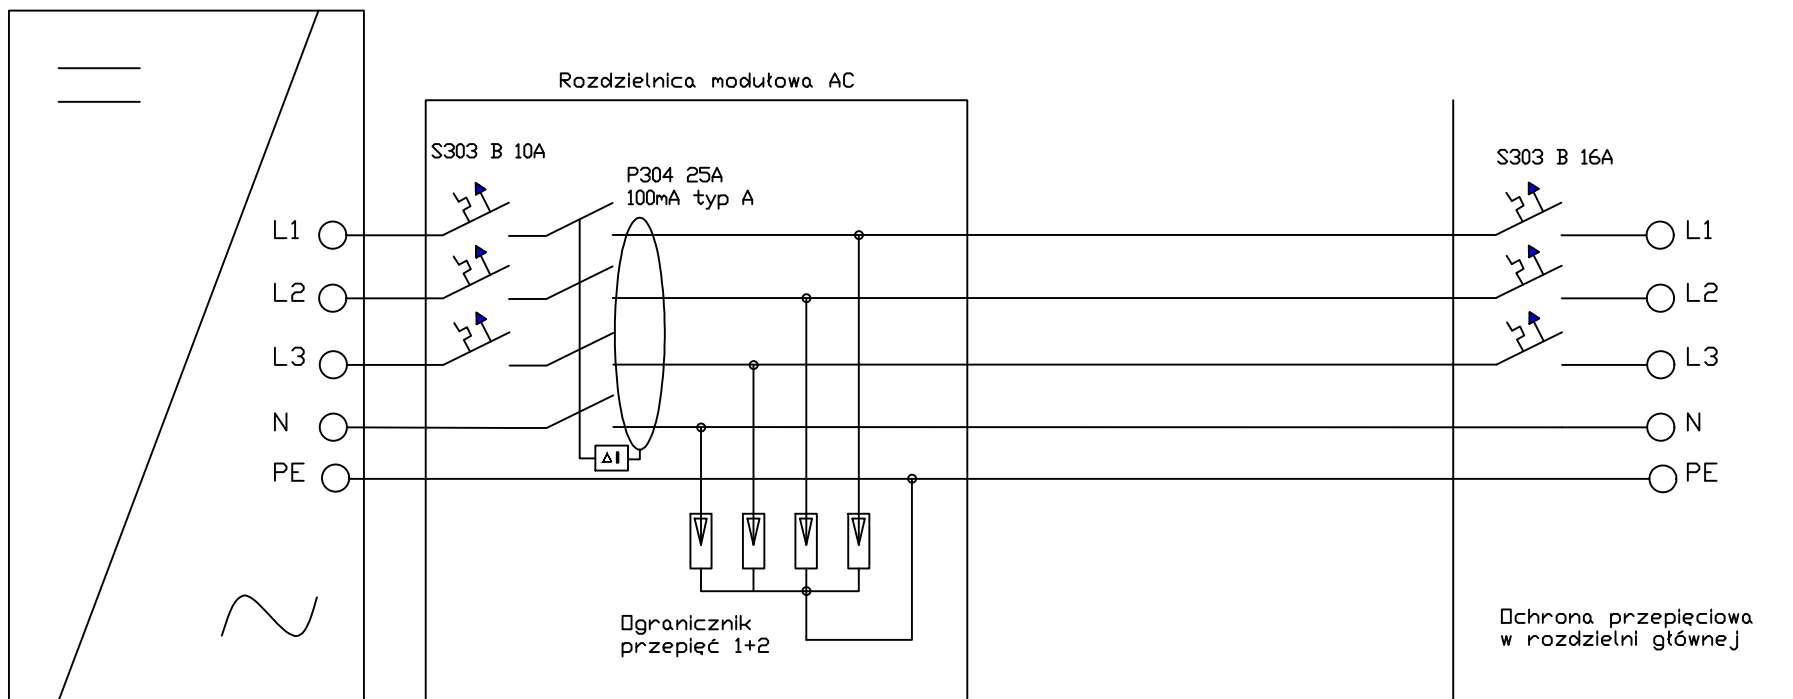 Rozdzielnica modułowa AC
S303 B 10A
P304 25A
100mA typ A
S303 B 16A
L1
L2
L3
N
PE
ΔI
L1
L2
L3
N
PE
Ogranicznik
przepięć 1+2
Ochrona przepięciowa
w rozdzielni głównej